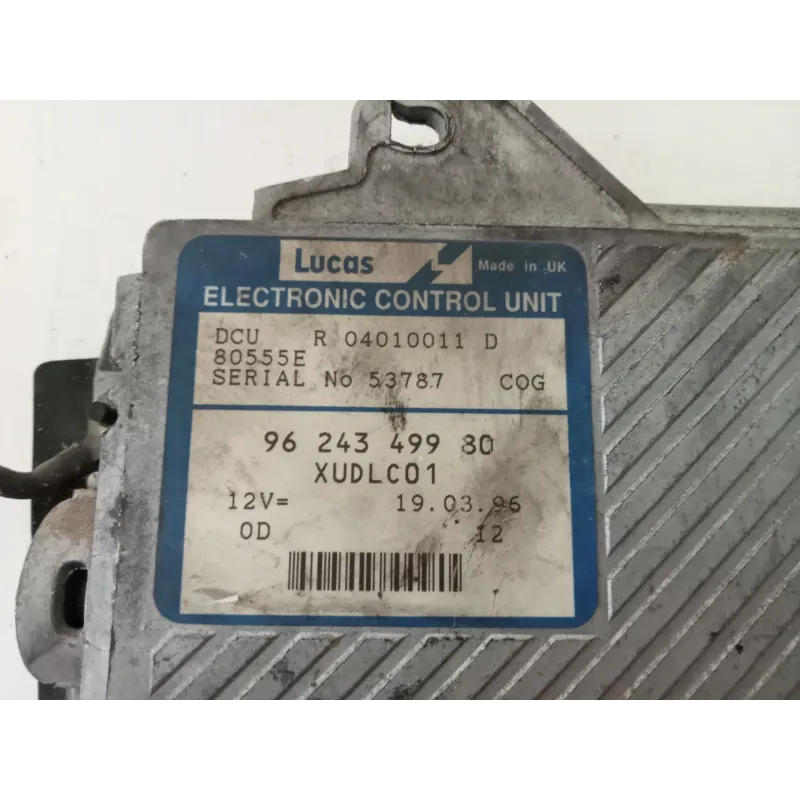 Lucas L Made in UK
ELECTRONIC CONTROL UNIT
DCU R 04010011 D
80555E
SERIAL No 53787 COG
96 243 499 80
XUDLC01
12V= 19.03.96
0D 12